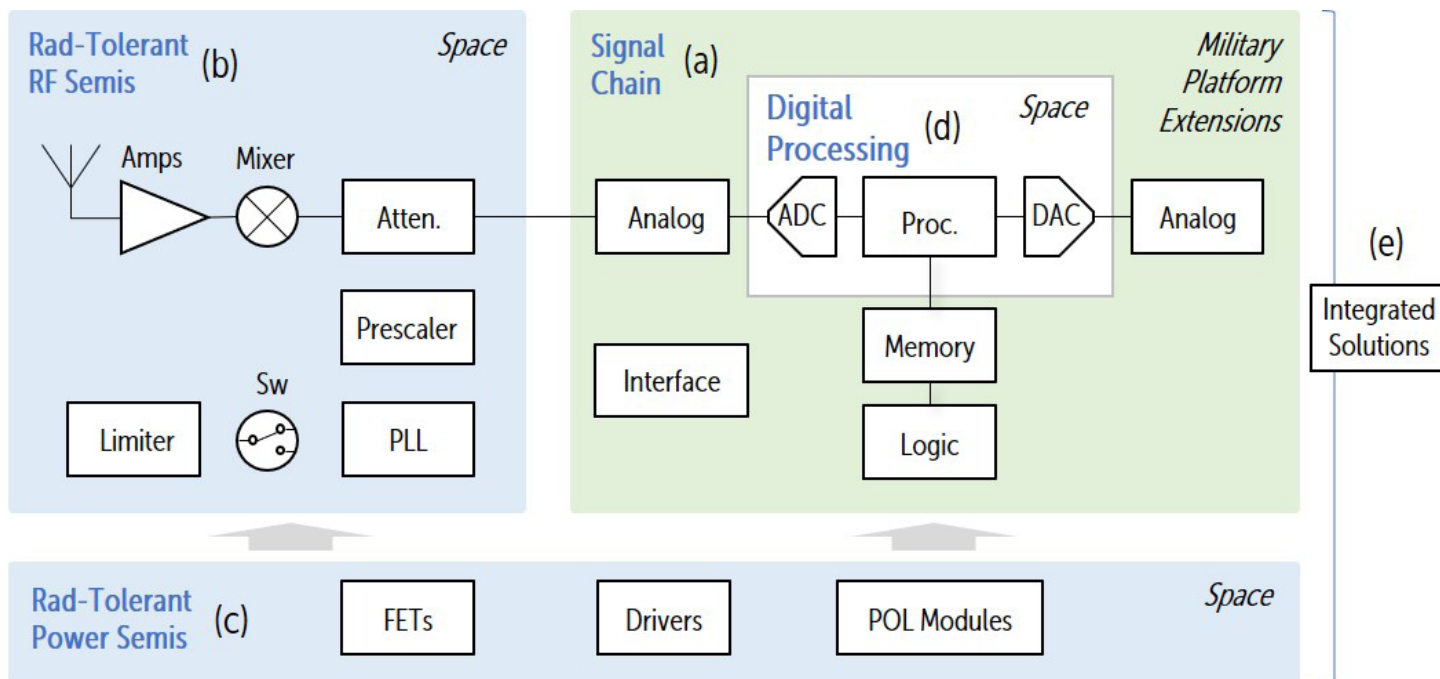 Rad-Tolerant
RF Semis
(b)
Space
Amps
Mixer
Atten.
Prescaler
Sw
Limiter
PLL
Signal
Chain
(a)
Military
Platform
Extensions
Digital
Processing
(d)
Space
Analog
ADC
Proc.
DAC
Analog
Memory
Interface
Logic
(e)
Integrated
Solutions
Rad-Tolerant
Power Semis
(c)
FETs
Drivers
POL Modules
Space